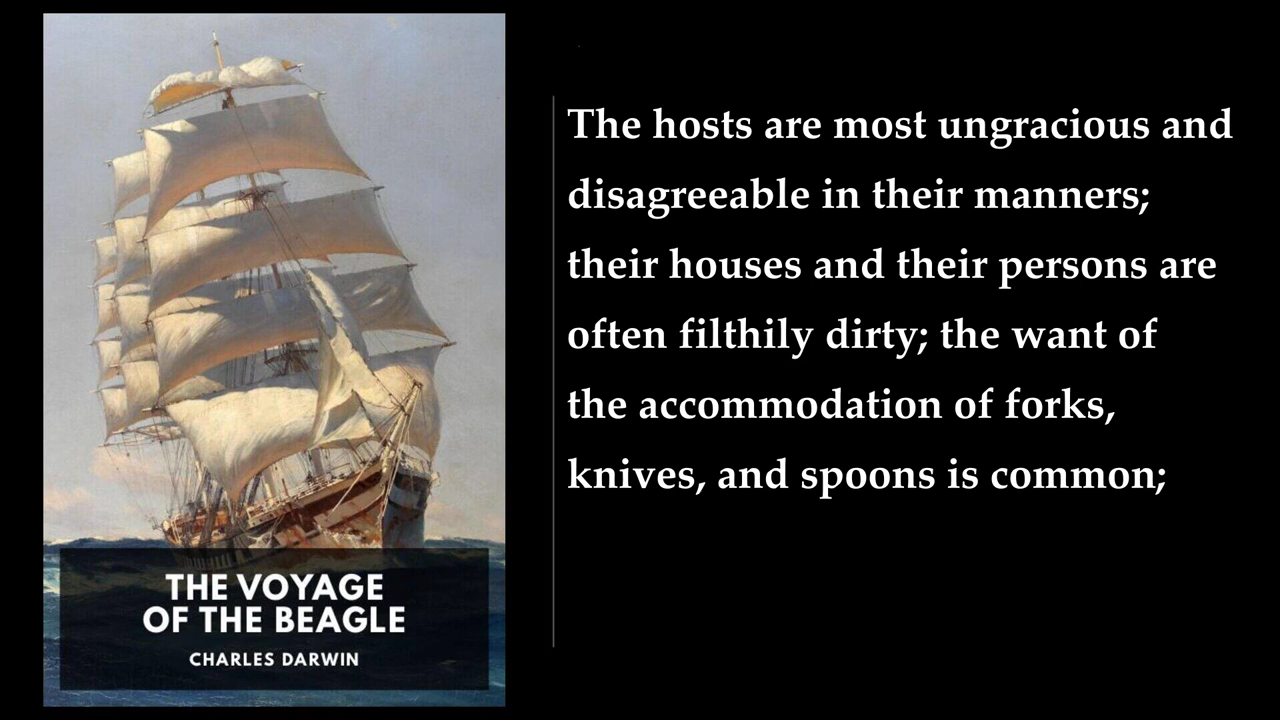 THE VOYAGE
OF THE BEAGLE
CHARLES DARWIN
The hosts are most ungracious and
disagreeable in their manners;
their houses and their persons are
often filthily dirty; the want of
the accommodation of forks,
knives, and spoons is common;